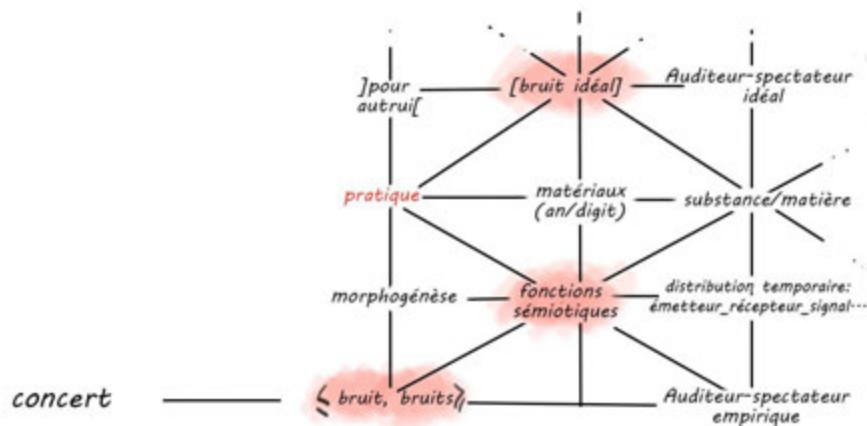 ]pour
autrui[
[bruit idéal]
Auditeur-spectateur
idéal
pratique
matériaux
(an/digit)
substance/matière
morphogénèse
fonctions
sémiotiques
distribution temporaire:
émetteur_récepteur_signal...
concert
⟨ bruit, bruits⟩
Auditeur-spectateur
empirique